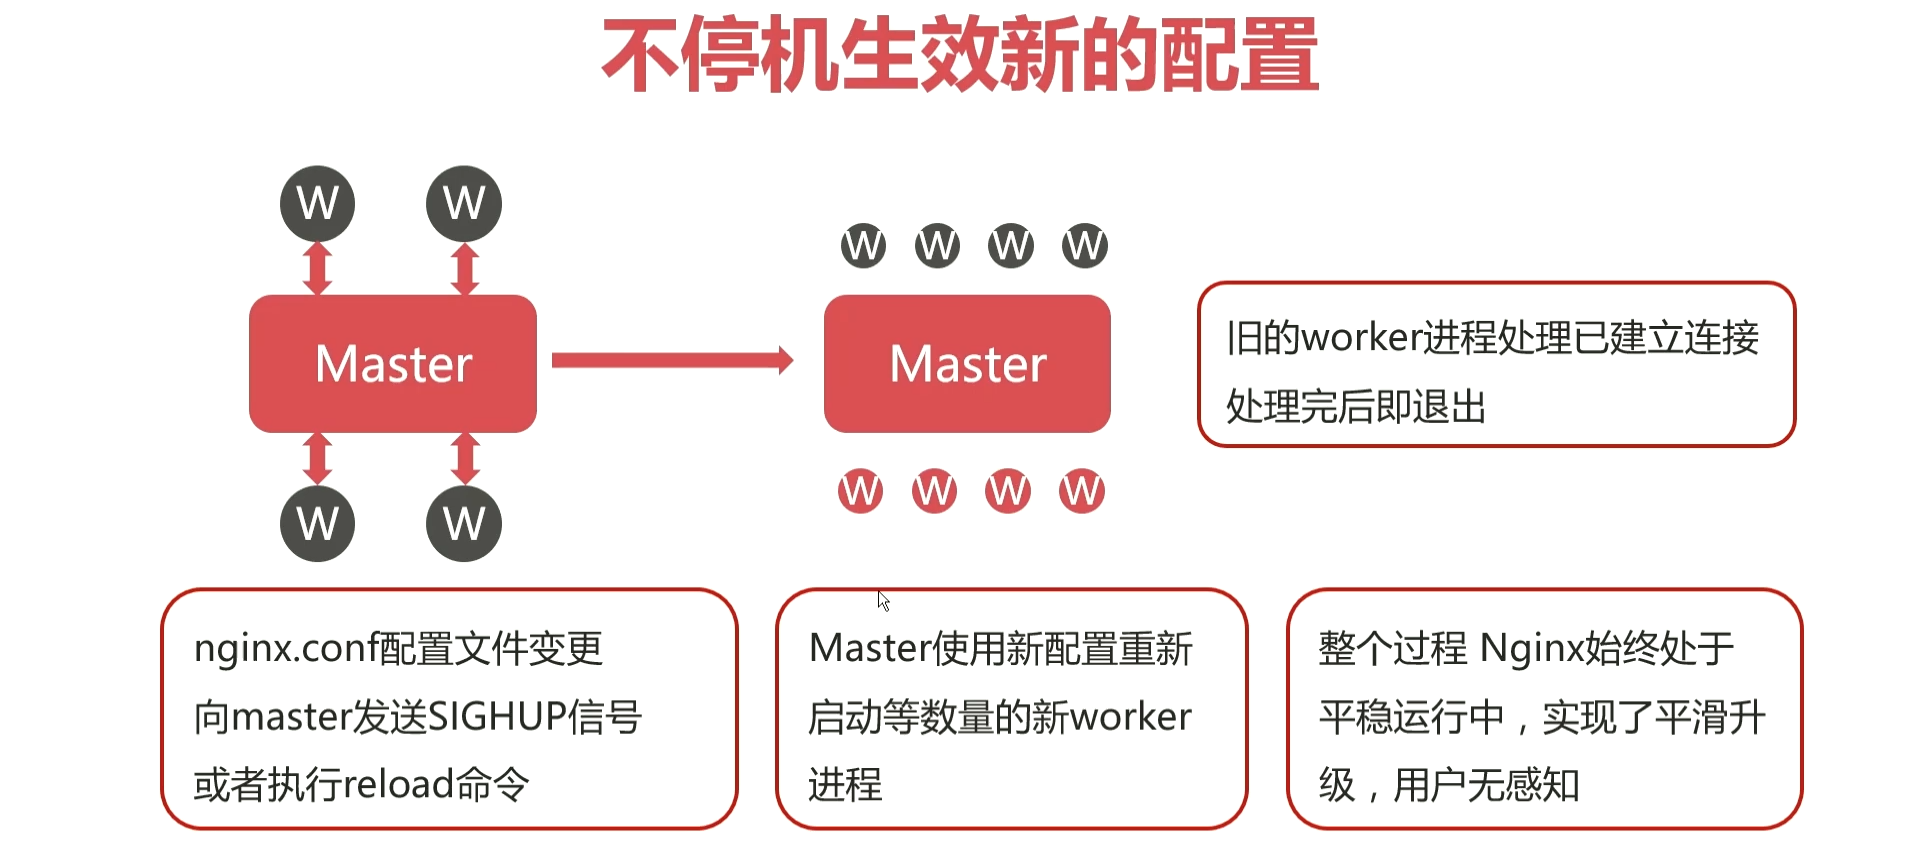 不停机生效新的配置
W W
W W W W
Master
Master
旧的worker进程处理已建立连接
处理完后即退出
W W W W
W W
nginx.conf配置文件变更
向master发送SIGHUP信号
或者执行reload命令
Master使用新配置重新
启动等数量的新worker
进程
整个过程 Nginx始终处于
平稳运行中，实现了平滑升
级，用户无感知